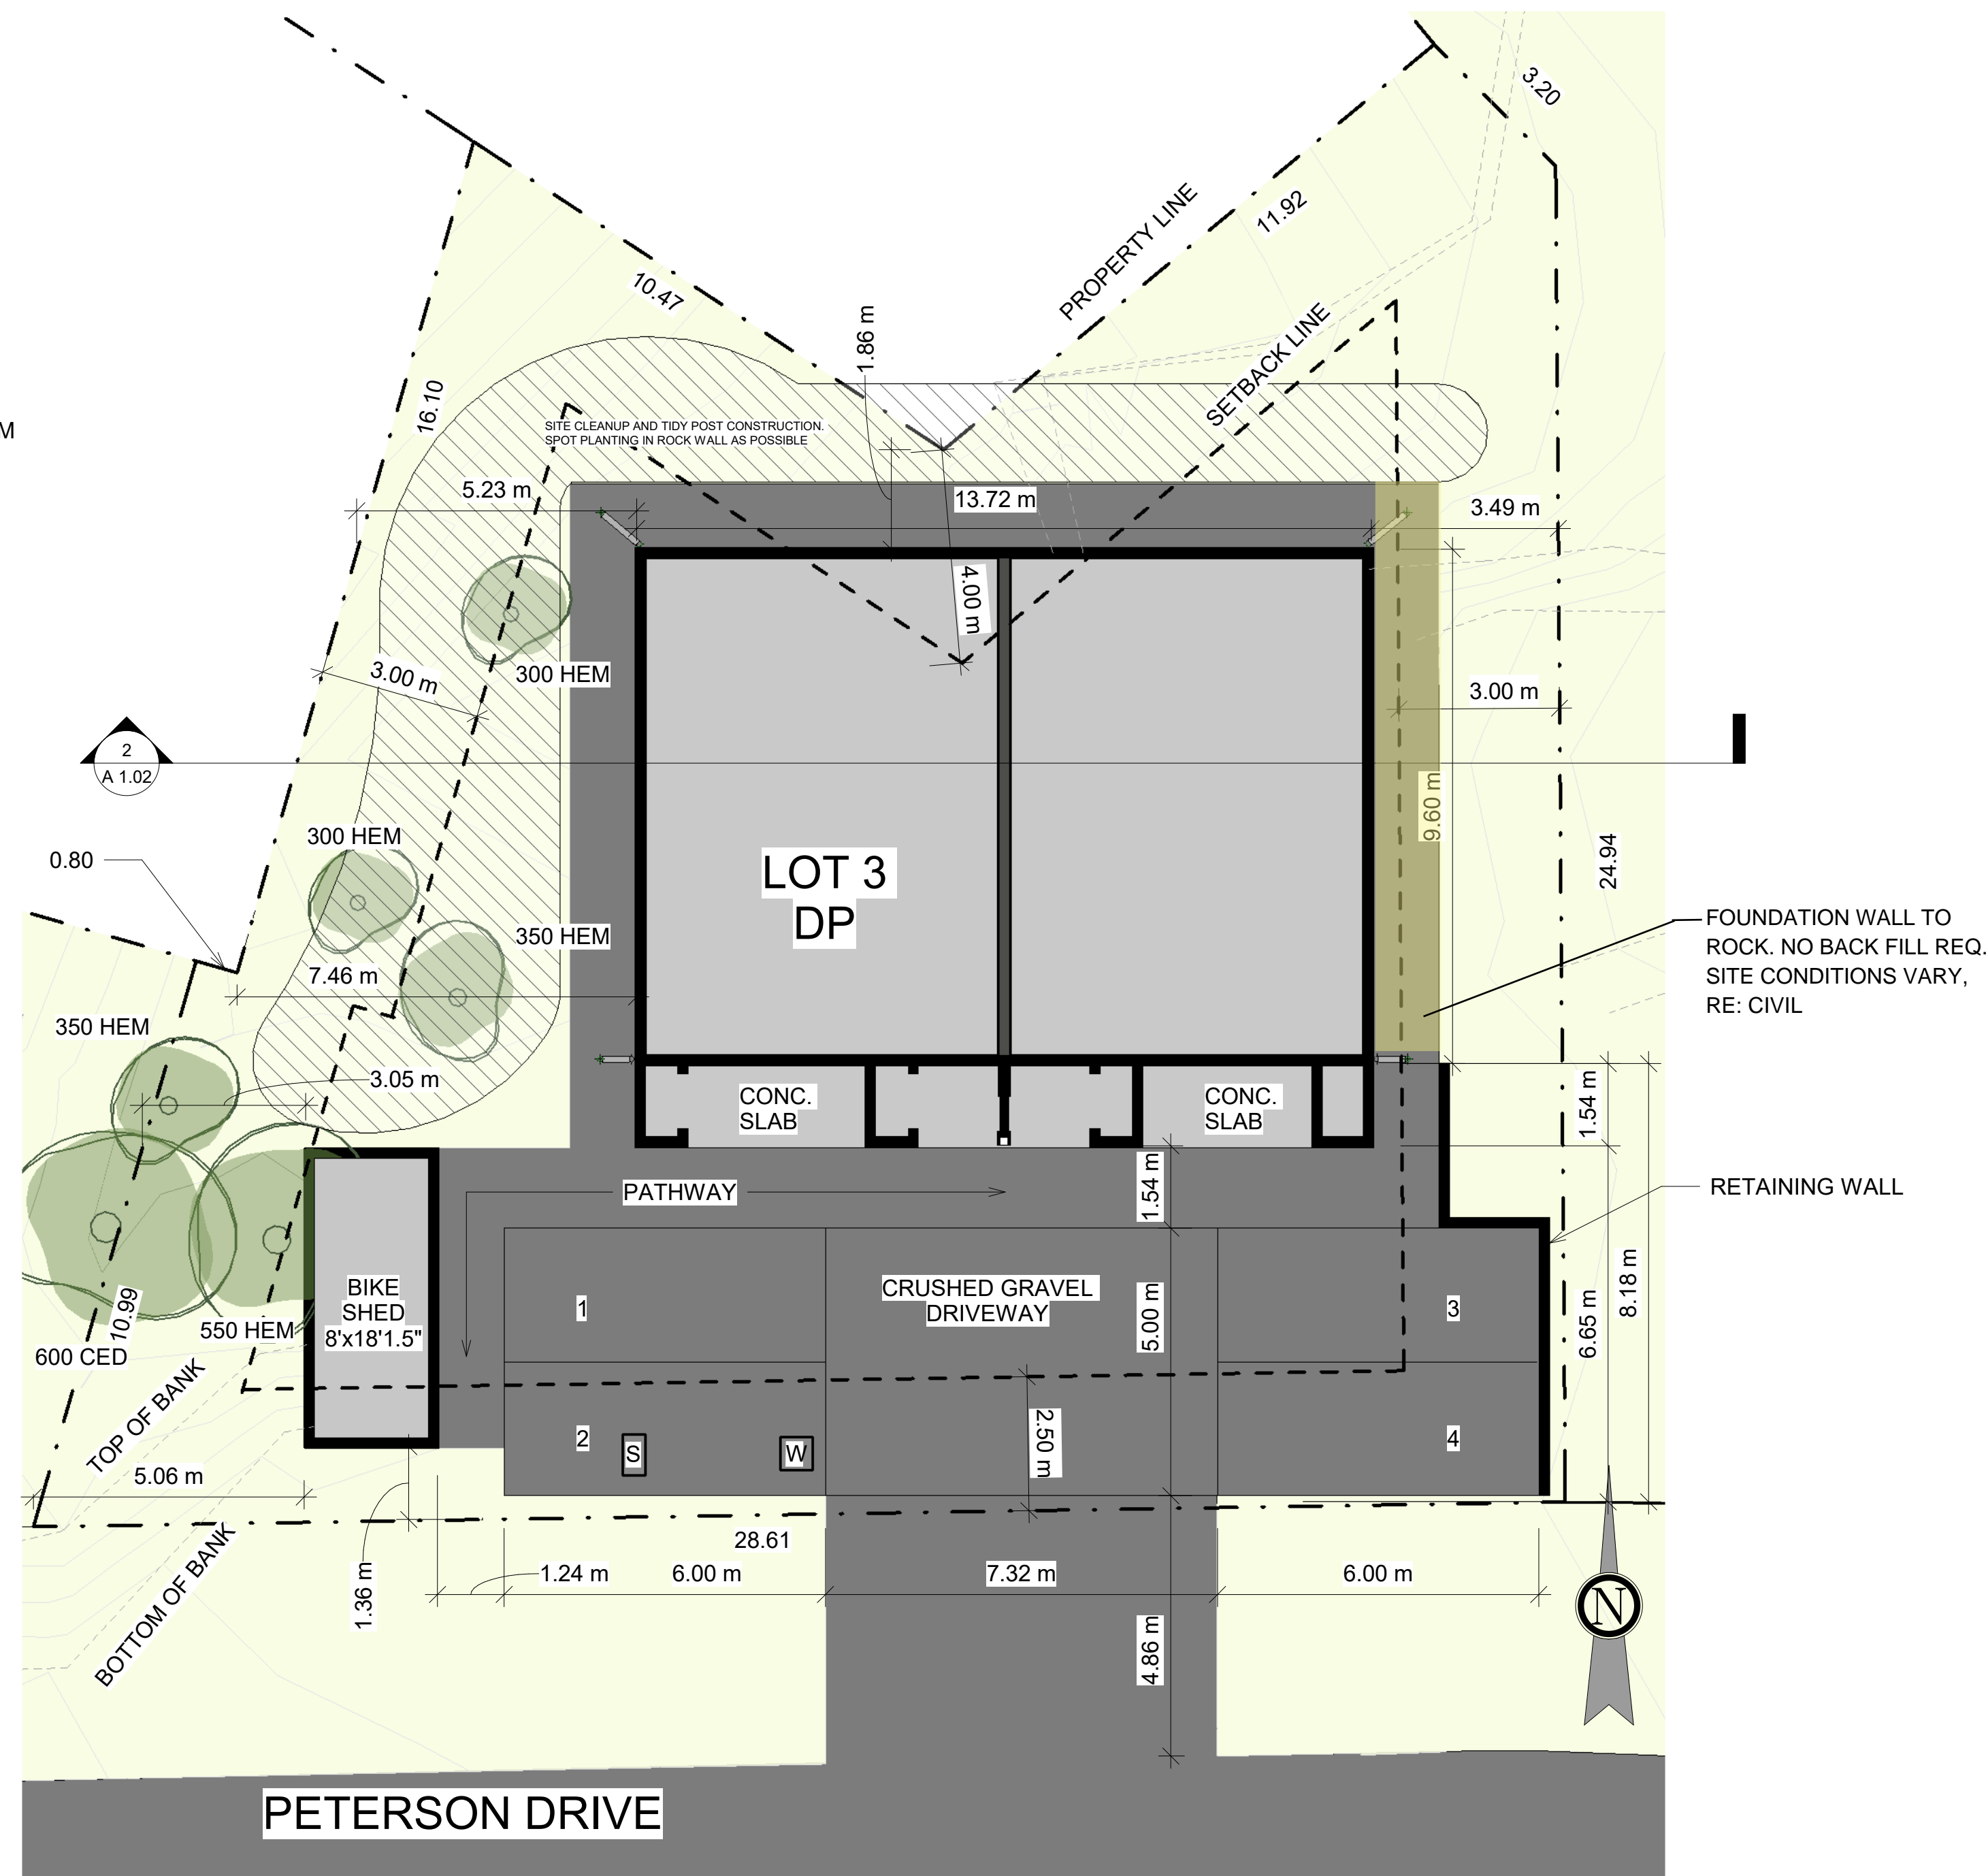 3.20
PROPERTY LINE
11.92
10.47
1.86 m
SETBACK LINE
16.10
M
SITE CLEANUP AND TIDY POST CONSTRUCTION.
SPOT PLANTING IN ROCK WALL AS POSSIBLE
5.23 m
13.72 m
3.49 m
4.00 m
300 HEM
3.00 m
3.00 m
2
A 1.02
9.60 m
300 HEM
0.80
LOT 3
DP
24.94
350 HEM
FOUNDATION WALL TO
ROCK. NO BACK FILL REQ.
SITE CONDITIONS VARY,
RE: CIVIL
7.46 m
350 HEM
3.05 m
CONC.
SLAB
CONC.
SLAB
1.54 m
PATHWAY
1.54 m
RETAINING WALL
BIKE
SHED
8'x18'1.5"
1
CRUSHED GRAVEL
DRIVEWAY
5.00 m
3
6.65 m
8.18 m
10.99
550 HEM
600 CED
TOP OF BANK
2
S
W
2.50 m
4
5.06 m
BOTTOM OF BANK
28.61
1.36 m
1.24 m
6.00 m
7.32 m
6.00 m
4.86 m
N
PETERSON DRIVE